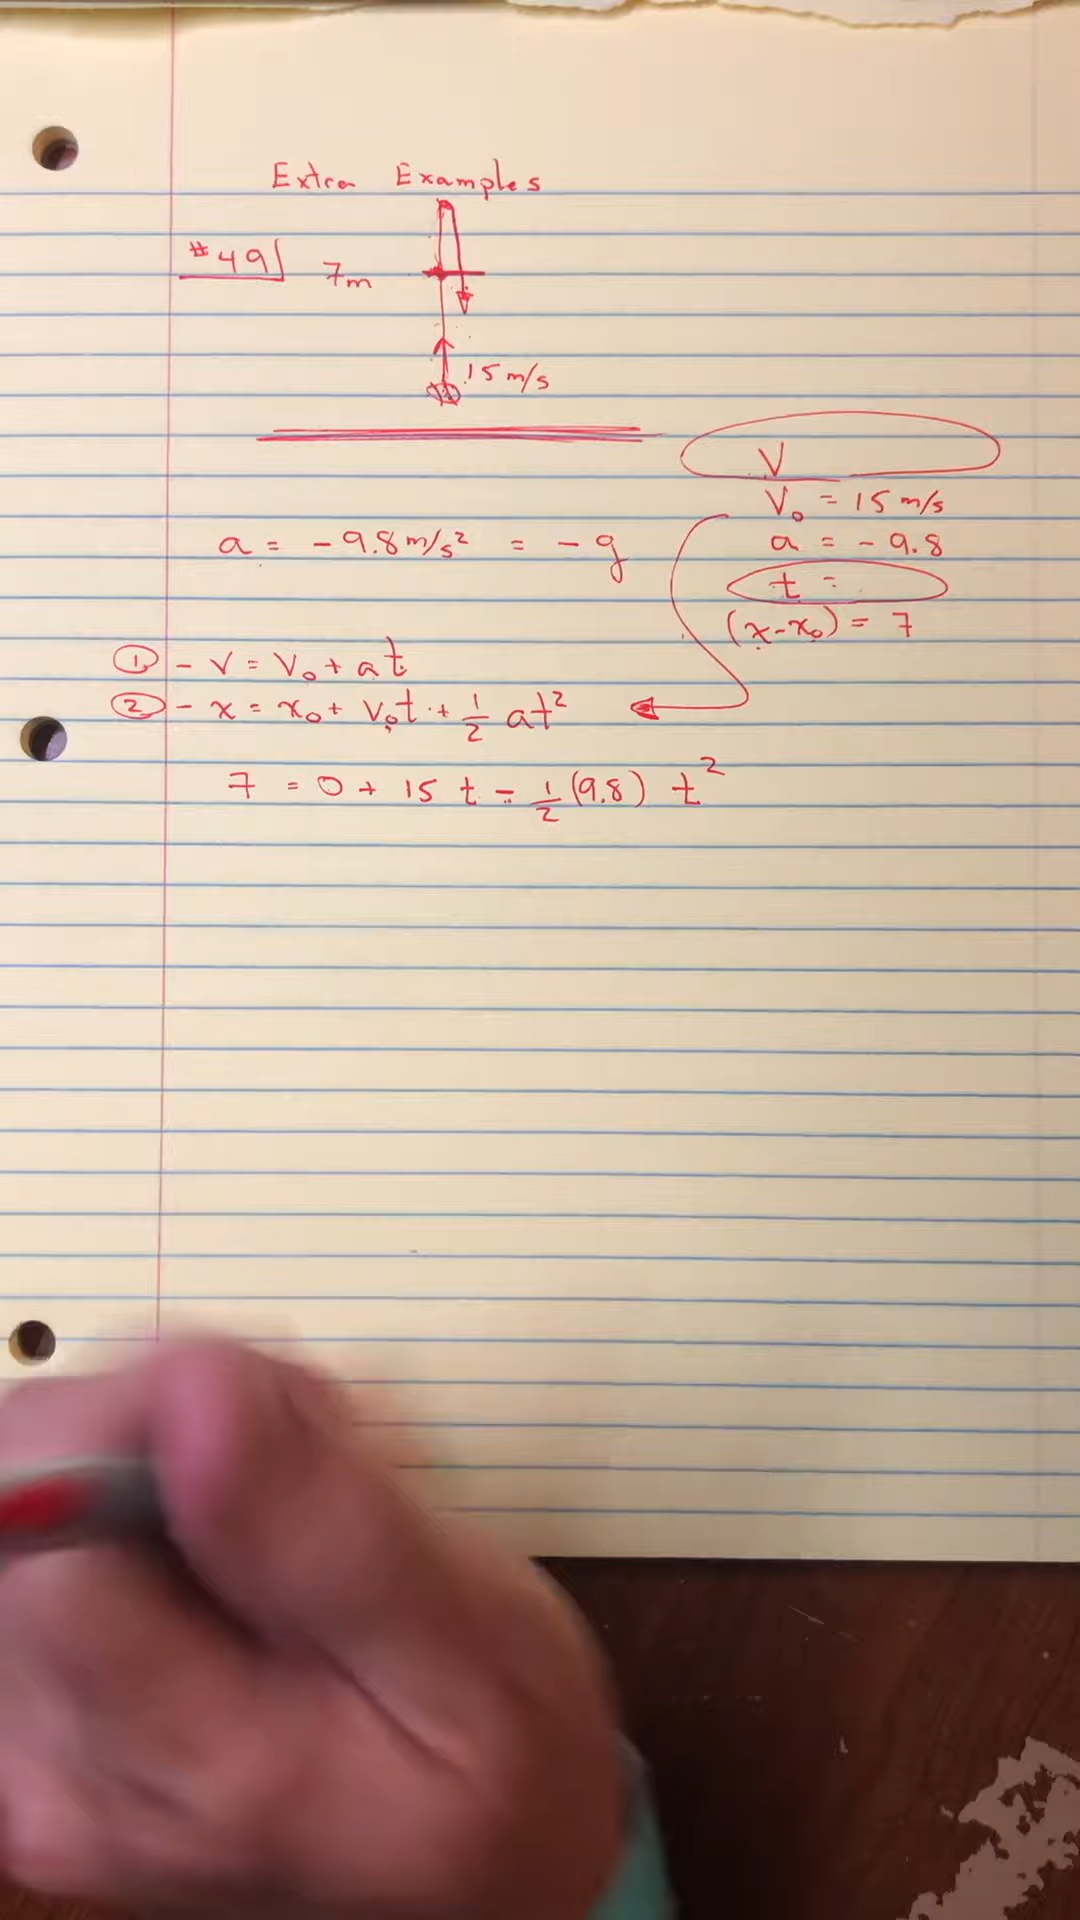 Extra Examples
#49
7m
15 m/s
V
V₀ = 15 m/s
a = -9.8m/s² = -g
a = -9.8
t =
(x-x₀) = 7
① - V = V₀ + at
② - x = x₀ + V₀t + 1/2 at²
7 = 0 + 15 t - 1/2 (9.8) t²